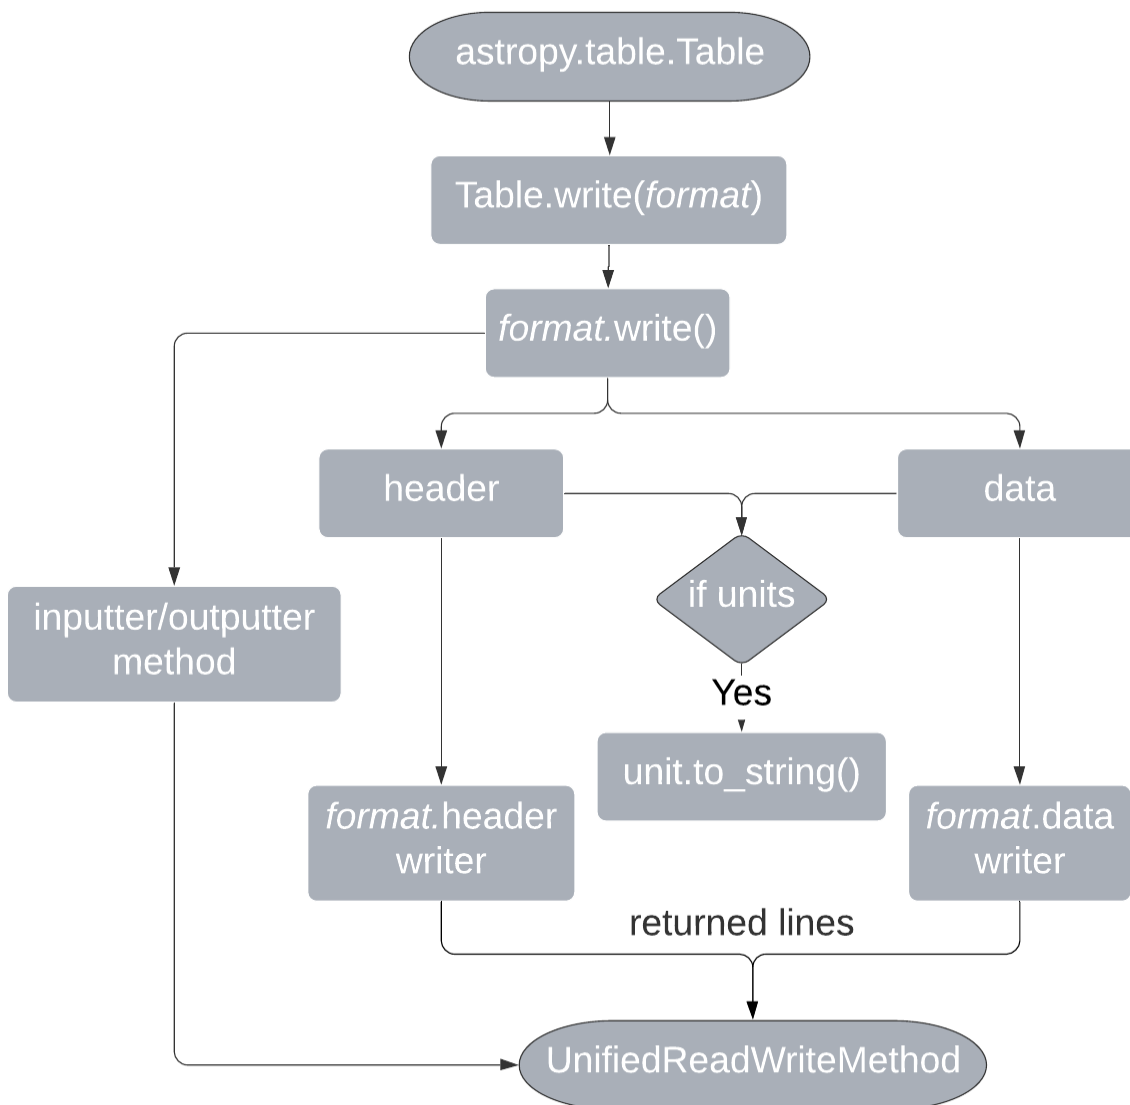 astropy.table.Table
Table.write(format)
format.write()
header
data
if units
inputter/outputter
method
Yes
unit.to_string()
format.header
writer
format.data
writer
returned lines
UnifiedReadWriteMethod